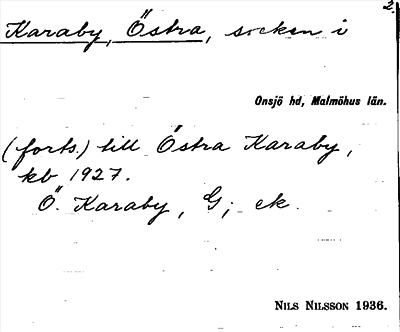 2.
Karaby, Östra, socken i
Onsjö hd, Malmöhus län.
(forts.) till Östra Karaby,
kb 1927.
Ö. Karaby, G; ek.
NILS NILSSON 1936.